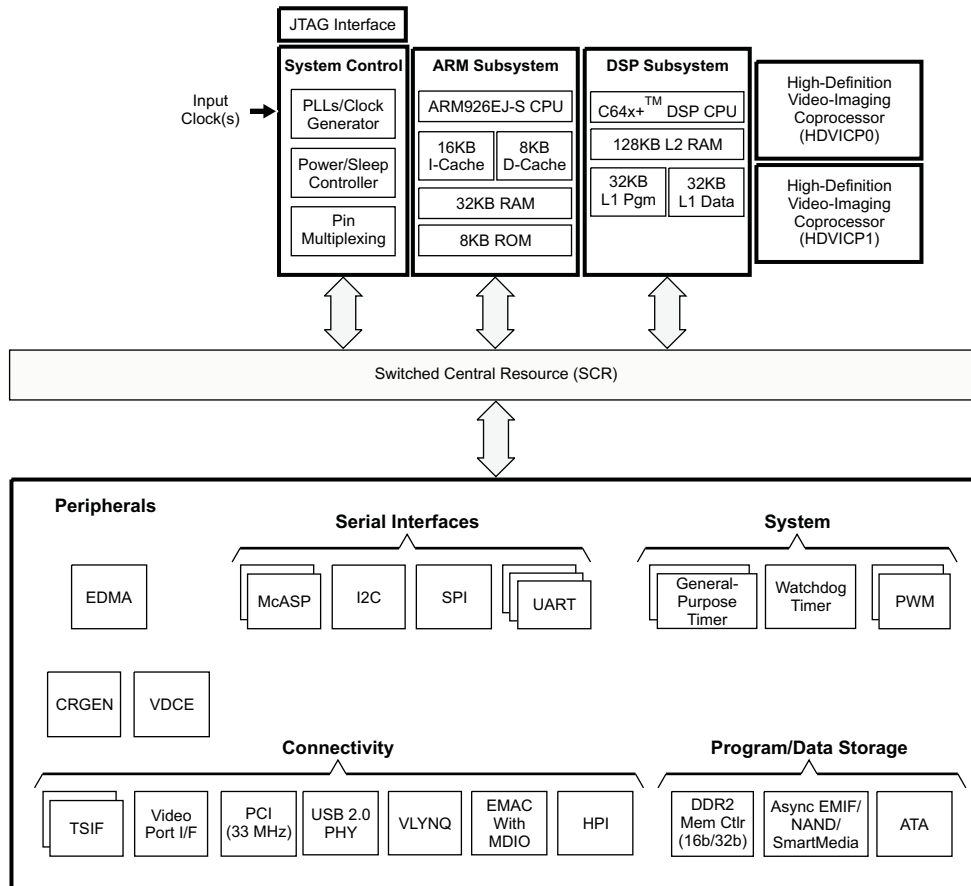 JTAG Interface
System Control
ARM Subsystem
DSP Subsystem
Input
Clock(s)
PLLs/Clock
Generator
Power/Sleep
Controller
Pin
Multiplexing
ARM926EJ-S CPU
16KB
I-Cache
8KB
D-Cache
32KB RAM
8KB ROM
C64x+™ DSP CPU
128KB L2 RAM
32KB
L1 Pgm
32KB
L1 Data
High-Definition
Video-Imaging
Coprocessor
(HDVICP0)
High-Definition
Video-Imaging
Coprocessor
(HDVICP1)
Switched Central Resource (SCR)
Peripherals
Serial Interfaces
System
EDMA
McASP
I2C
SPI
UART
General-
Purpose
Timer
Watchdog
Timer
PWM
CRGEN
VDCE
Connectivity
Program/Data Storage
TSIF
Video
Port I/F
PCI
(33 MHz)
USB 2.0
PHY
VLYNQ
EMAC
With
MDIO
HPI
DDR2
Mem Ctlr
(16b/32b)
Async EMIF/
NAND/
SmartMedia
ATA